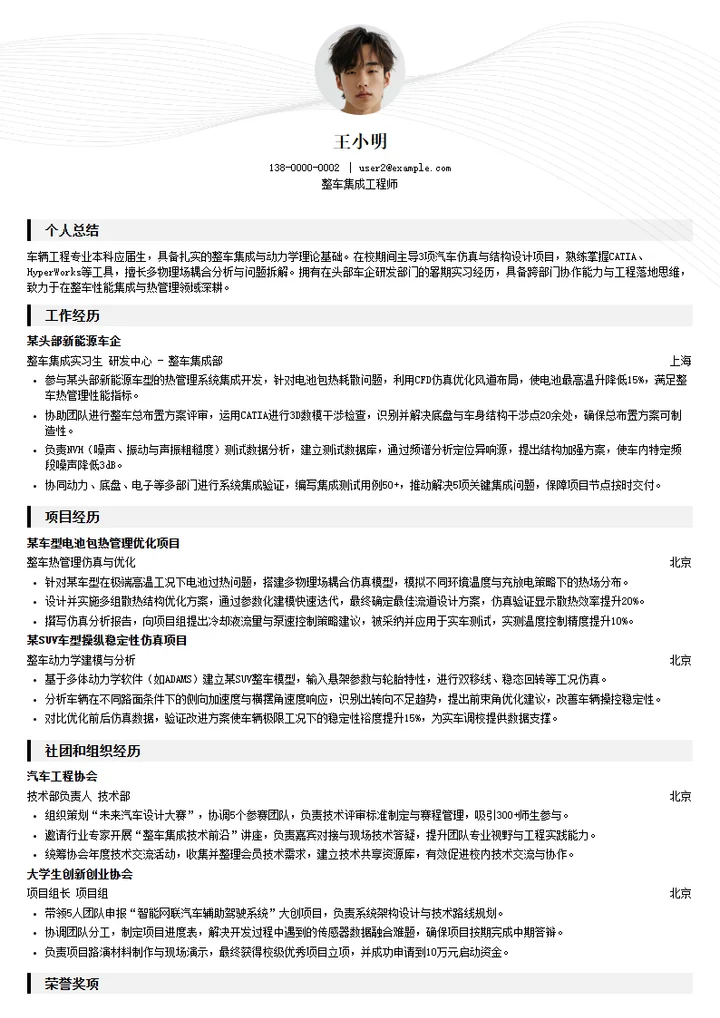 王小明
138-0000-0002 | user2@example.com
整车集成工程师
个人总结
车辆工程专业本科应届生，具备扎实的整车集成与动力学理论基础。在校期间主导3项汽车仿真与结构设计项目，熟练掌握CATIA、
HyperWorks等工具，擅长多物理场耦合分析与问题拆解。拥有在头部车企研发部门的暑期实习经历，具备跨部门协作能力与工程落地思维，
致力于在整车性能集成与热管理领域深耕。
工作经历
某头部新能源车企
整车集成实习生 研发中心 - 整车集成部 上海
• 参与某头部新能源车型的热管理系统集成开发，针对电池包热耗散问题，利用CFD仿真优化风道布局，使电池最高温升降低15%，满足整
车热管理性能指标。
• 协助团队进行整车总布置方案评审，运用CATIA进行3D数模干涉检查，识别并解决底盘与车身结构干涉点20余处，确保总布置方案可制
造性。
• 负责NVH（噪声、振动与声振粗糙度）测试数据分析，建立测试数据库，通过频谱分析定位异响源，提出结构加强方案，使车内特定频
段噪声降低3dB。
• 协同动力、底盘、电子等多部门进行系统集成验证，编写集成测试用例50+，推动解决5项关键集成问题，保障项目节点按时交付。
项目经历
某车型电池包热管理优化项目
整车热管理仿真与优化 北京
• 针对某车型在极端高温工况下电池过热问题，搭建多物理场耦合仿真模型，模拟不同环境温度与充放电策略下的热场分布。
• 设计并实施多组散热结构优化方案，通过参数化建模快速迭代，最终确定最佳流道设计方案，仿真验证显示散热效率提升20%。
• 撰写仿真分析报告，向项目组提出冷却液流量与泵速控制策略建议，被采纳并应用于实车测试，实测温度控制精度提升10%。
某SUV车型操纵稳定性仿真项目
整车动力学建模与分析 北京
• 基于多体动力学软件（如ADAMS）建立某SUV整车模型，输入悬架参数与轮胎特性，进行双移线、稳态回转等工况仿真。
• 分析车辆在不同路面条件下的侧向加速度与横摆角速度响应，识别出转向不足趋势，提出前束角优化建议，改善车辆操控稳定性。
• 对比优化前后仿真数据，验证改进方案使车辆极限工况下的稳定性裕度提升15%，为实车调校提供数据支撑。
社团和组织经历
汽车工程协会
技术部负责人 技术部 北京
• 组织策划“未来汽车设计大赛”，协调5个参赛团队，负责技术评审标准制定与赛程管理，吸引300+师生参与。
• 邀请行业专家开展“整车集成技术前沿”讲座，负责嘉宾对接与现场技术答疑，提升团队专业视野与工程实践能力。
• 统筹协会年度技术交流活动，收集并整理会员技术需求，建立技术共享资源库，有效促进校内技术交流与协作。
大学生创新创业协会
项目组长 项目组 北京
• 带领5人团队申报“智能网联汽车辅助驾驶系统”大创项目，负责系统架构设计与技术路线规划。
• 协调团队分工，制定项目进度表，解决开发过程中遇到的传感器数据融合难题，确保项目按期完成中期答辩。
• 负责项目路演材料制作与现场演示，最终获得校级优秀项目立项，并成功申请到10万元启动资金。
荣誉奖项